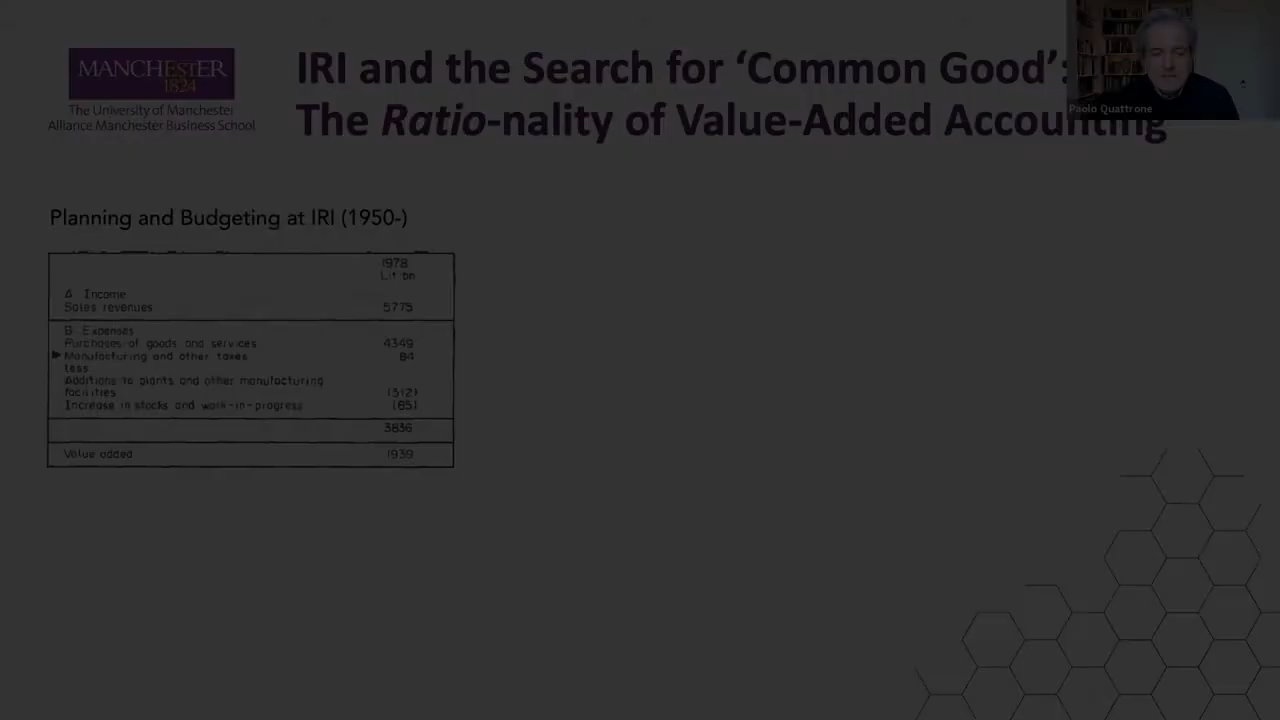 MANCHESTER
1824
The University of Manchester
Alliance Manchester Business School
IRI and the Search for ‘Common Good’:
The Ratio-nality of Value-Added Accounting
Paolo Quattrone
Planning and Budgeting at IRI (1950-)
1978
Lit bn
A Income
Sales revenues 5775
B Expenses
Purchases of goods and services 4349
Manufacturing and other taxes 84
less
Additions to plants and other manufacturing
facilities (512)
Increase in stocks and work-in-progress (85)
3836
Value added 1939